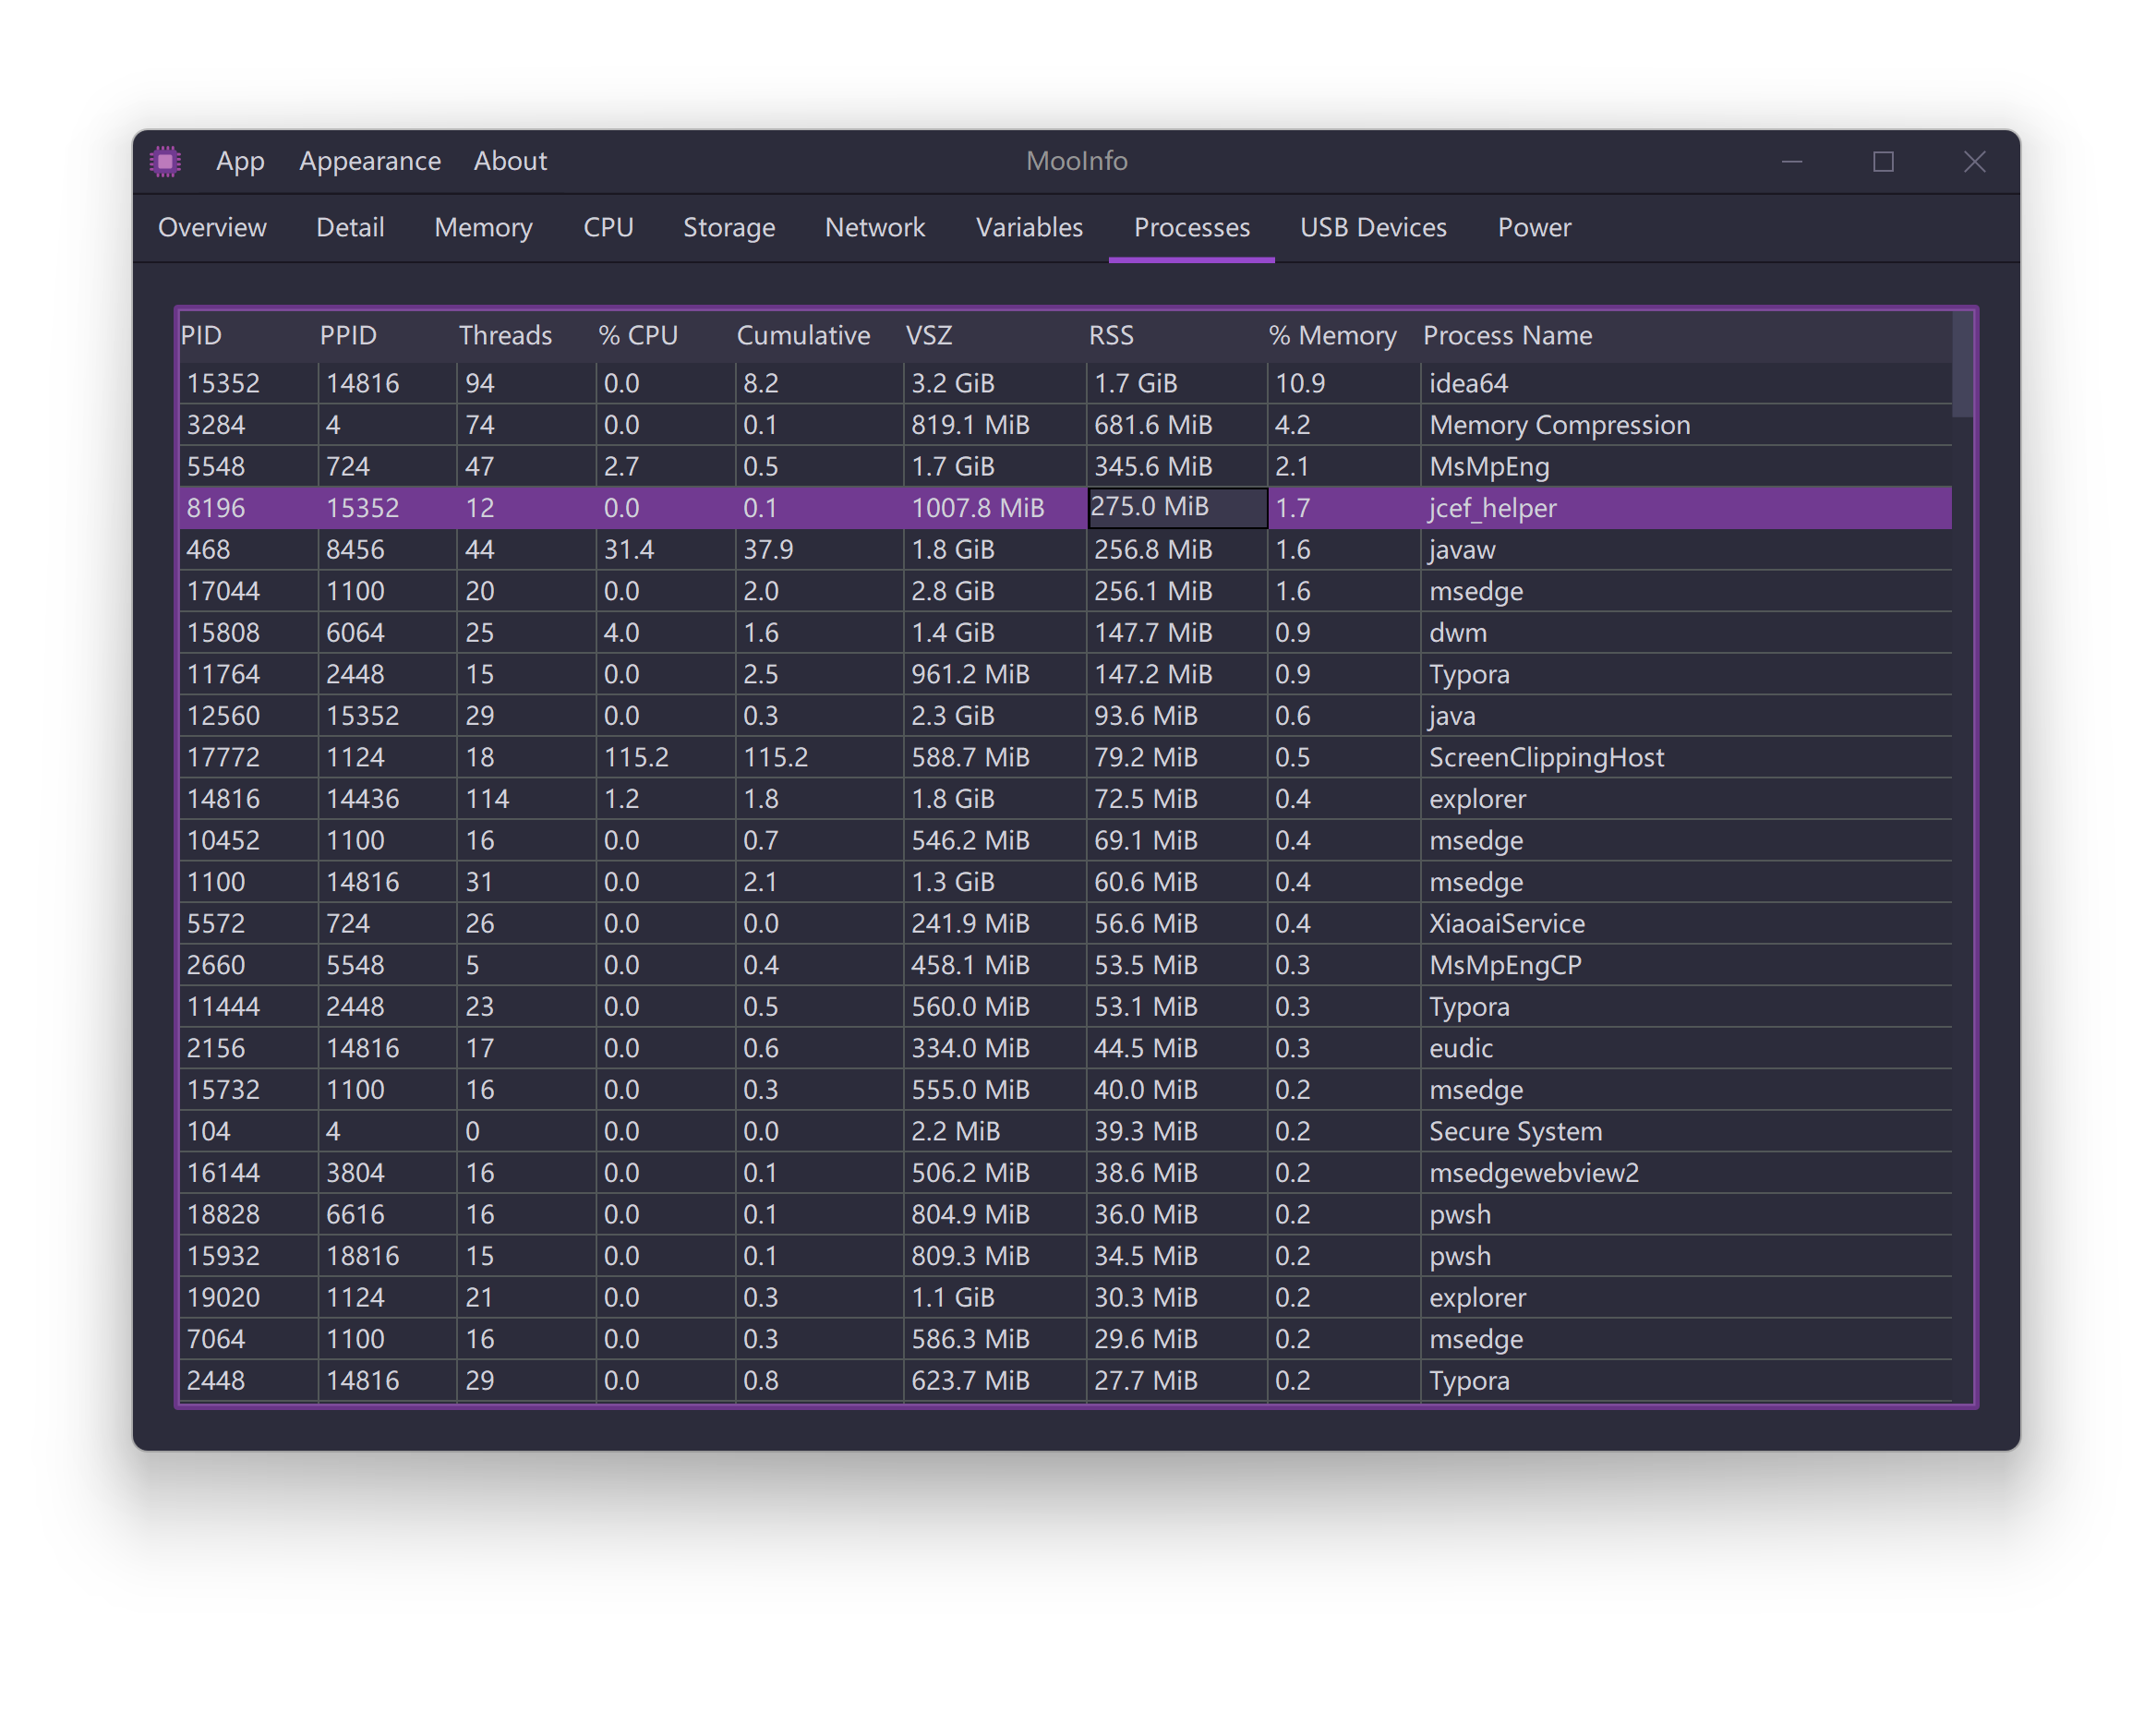 App Appearance About MooInfo
Overview Detail Memory CPU Storage Network Variables Processes USB Devices Power
PID PPID Threads % CPU Cumulative VSZ RSS % Memory Process Name
15352 14816 94 0.0 8.2 3.2 GiB 1.7 GiB 10.9 idea64
3284 4 74 0.0 0.1 819.1 MiB 681.6 MiB 4.2 Memory Compression
5548 724 47 2.7 0.5 1.7 GiB 345.6 MiB 2.1 MsMpEng
8196 15352 12 0.0 0.1 1007.8 MiB 275.0 MiB 1.7 jcef_helper
468 8456 44 31.4 37.9 1.8 GiB 256.8 MiB 1.6 javaw
17044 1100 20 0.0 2.0 2.8 GiB 256.1 MiB 1.6 msedge
15808 6064 25 4.0 1.6 1.4 GiB 147.7 MiB 0.9 dwm
11764 2448 15 0.0 2.5 961.2 MiB 147.2 MiB 0.9 Typora
12560 15352 29 0.0 0.3 2.3 GiB 93.6 MiB 0.6 java
17772 1124 18 115.2 115.2 588.7 MiB 79.2 MiB 0.5 ScreenClippingHost
14816 14436 114 1.2 1.8 1.8 GiB 72.5 MiB 0.4 explorer
10452 1100 16 0.0 0.7 546.2 MiB 69.1 MiB 0.4 msedge
1100 14816 31 0.0 2.1 1.3 GiB 60.6 MiB 0.4 msedge
5572 724 26 0.0 0.0 241.9 MiB 56.6 MiB 0.4 XiaoaiService
2660 5548 5 0.0 0.4 458.1 MiB 53.5 MiB 0.3 MsMpEngCP
11444 2448 23 0.0 0.5 560.0 MiB 53.1 MiB 0.3 Typora
2156 14816 17 0.0 0.6 334.0 MiB 44.5 MiB 0.3 eudic
15732 1100 16 0.0 0.3 555.0 MiB 40.0 MiB 0.2 msedge
104 4 0 0.0 0.0 2.2 MiB 39.3 MiB 0.2 Secure System
16144 3804 16 0.0 0.1 506.2 MiB 38.6 MiB 0.2 msedgewebview2
18828 6616 16 0.0 0.1 804.9 MiB 36.0 MiB 0.2 pwsh
15932 18816 15 0.0 0.1 809.3 MiB 34.5 MiB 0.2 pwsh
19020 1124 21 0.0 0.3 1.1 GiB 30.3 MiB 0.2 explorer
7064 1100 16 0.0 0.3 586.3 MiB 29.6 MiB 0.2 msedge
2448 14816 29 0.0 0.8 623.7 MiB 27.7 MiB 0.2 Typora